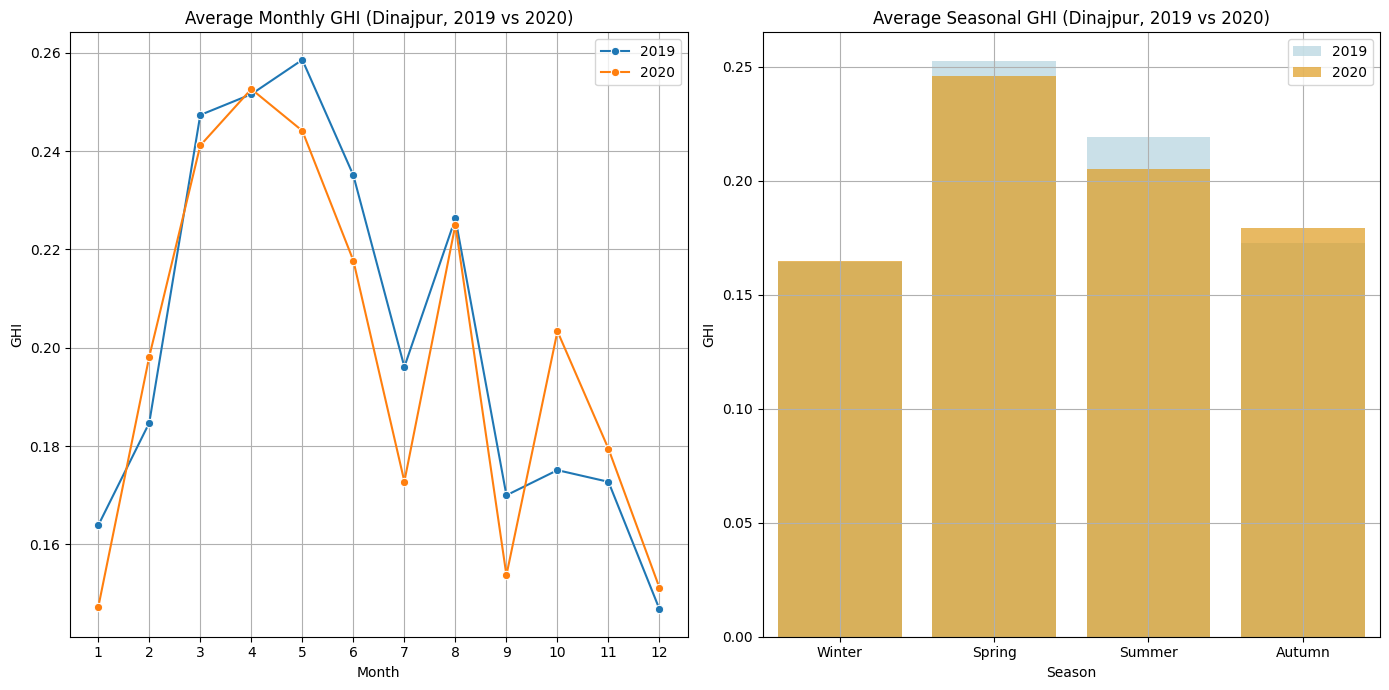 Average Monthly GHI (Dinajpur, 2019 vs 2020)
GHI
0.26
0.24
0.22
0.20
0.18
0.16
2019
2020
1 2 3 4 5 6 7 8 9 10 11 12
Month
Average Seasonal GHI (Dinajpur, 2019 vs 2020)
GHI
0.25
0.20
0.15
0.10
0.05
0.00
2019
2020
Winter Spring Summer Autumn
Season